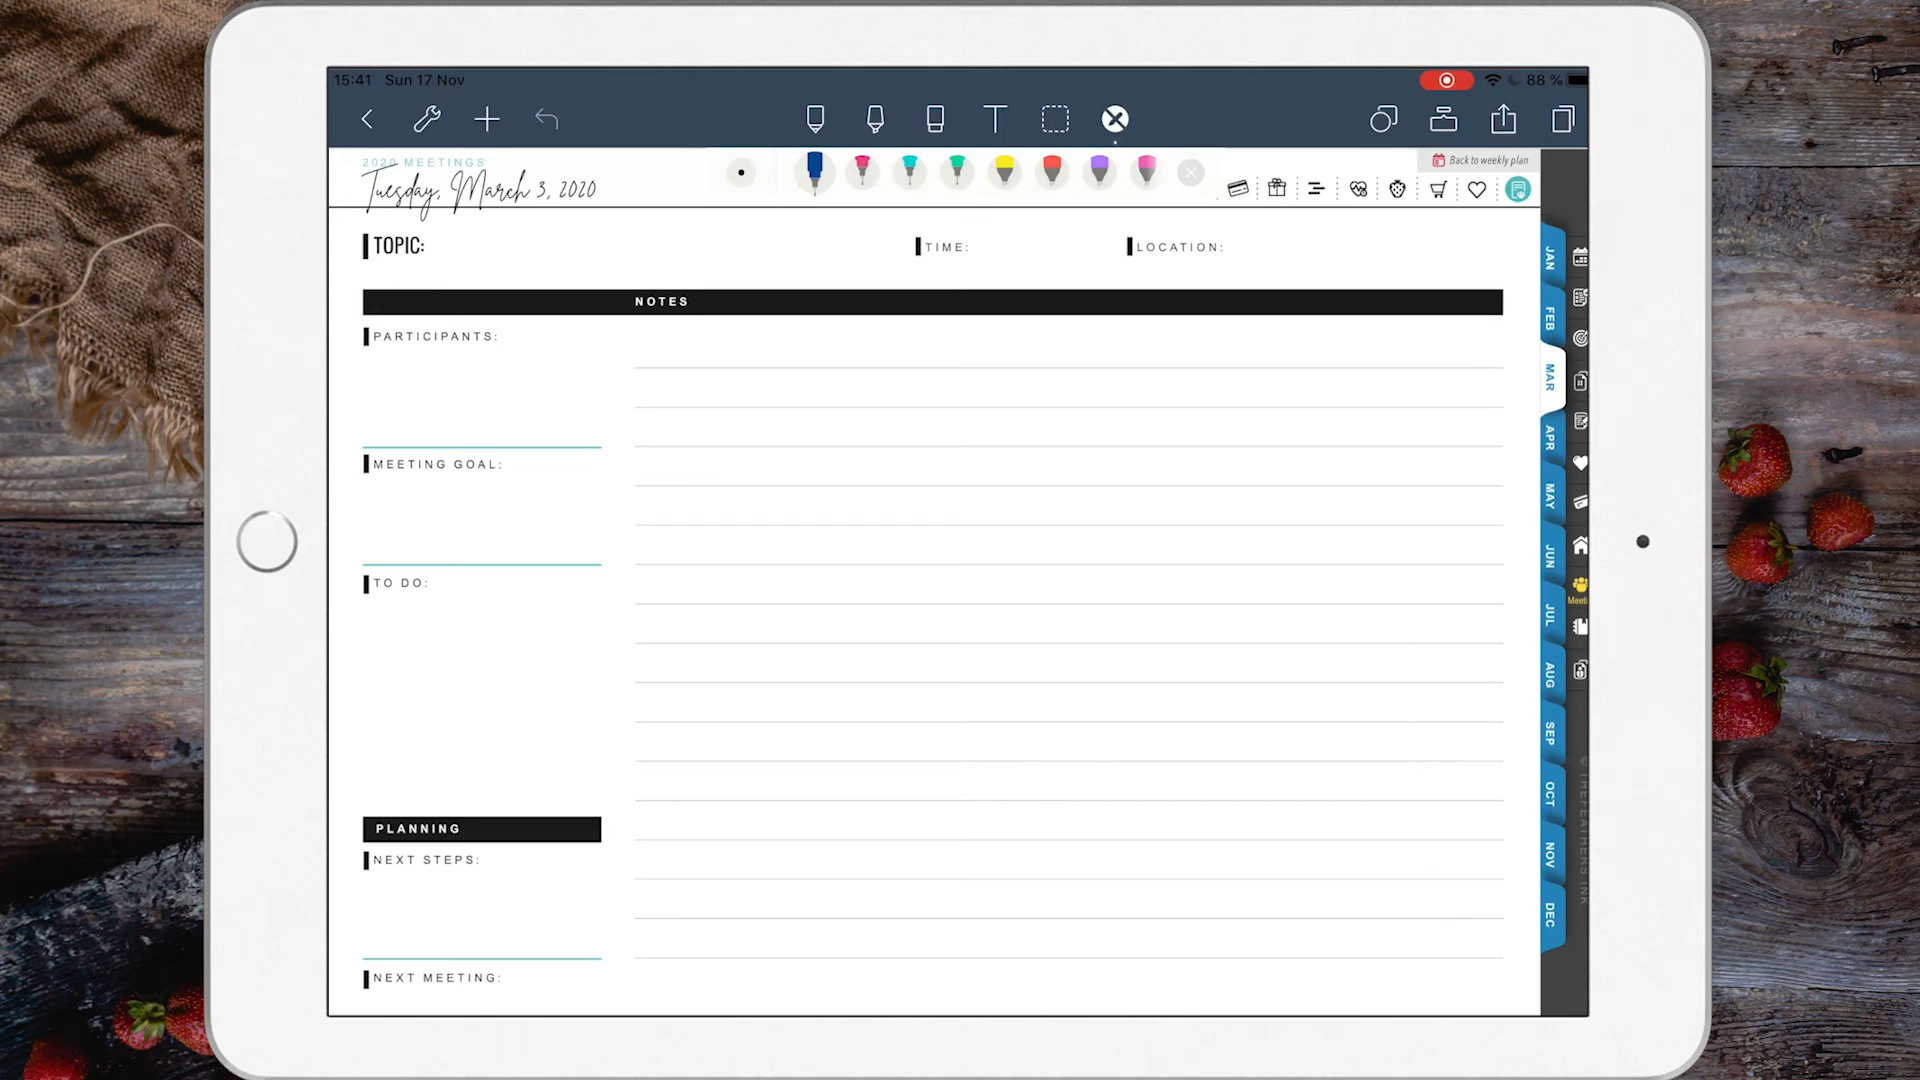 15:41 Sun 17 Nov
88 %
2020 MEETINGS
Back to weekly plan
Tuesday, March 3, 2020
TOPIC:
TIME:
LOCATION:
NOTES
PARTICIPANTS:
MEETING GOAL:
TO DO:
PLANNING
NEXT STEPS:
NEXT MEETING:
JAN
FEB
MAR
APR
MAY
JUN
JUL
AUG
SEP
OCT
NOV
DEC
Meeti
© THEFEATHERS.INK